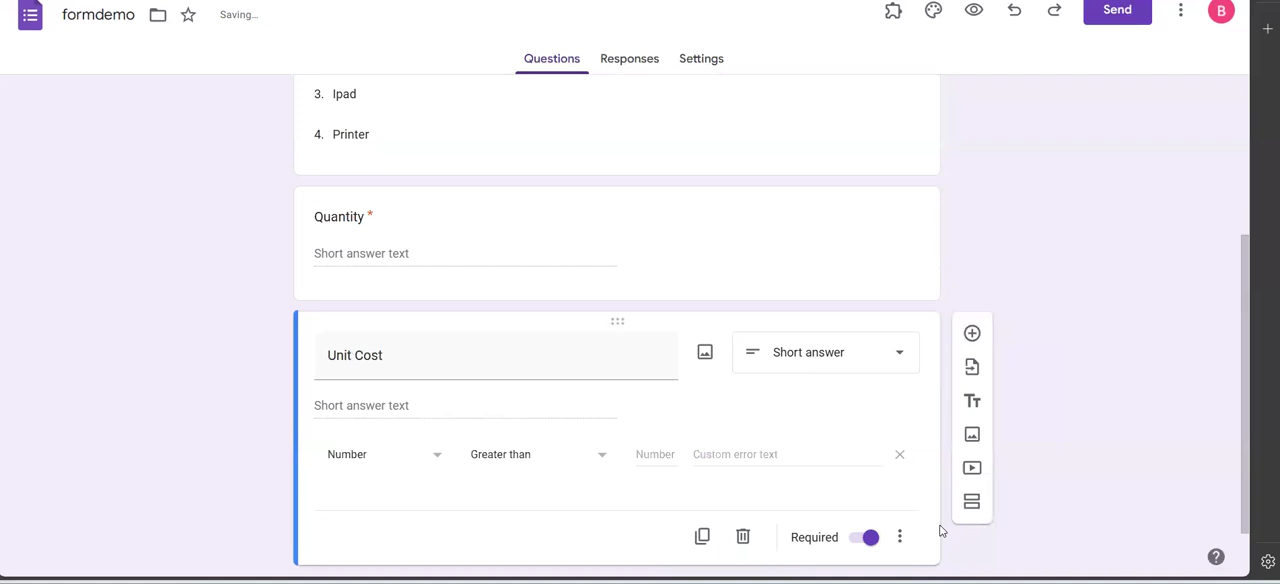 formdemo Saving... Send B
Questions Responses Settings
3. Ipad
4. Printer
Quantity *
Short answer text
Unit Cost Short answer
Short answer text
Number Greater than Number Custom error text
Required